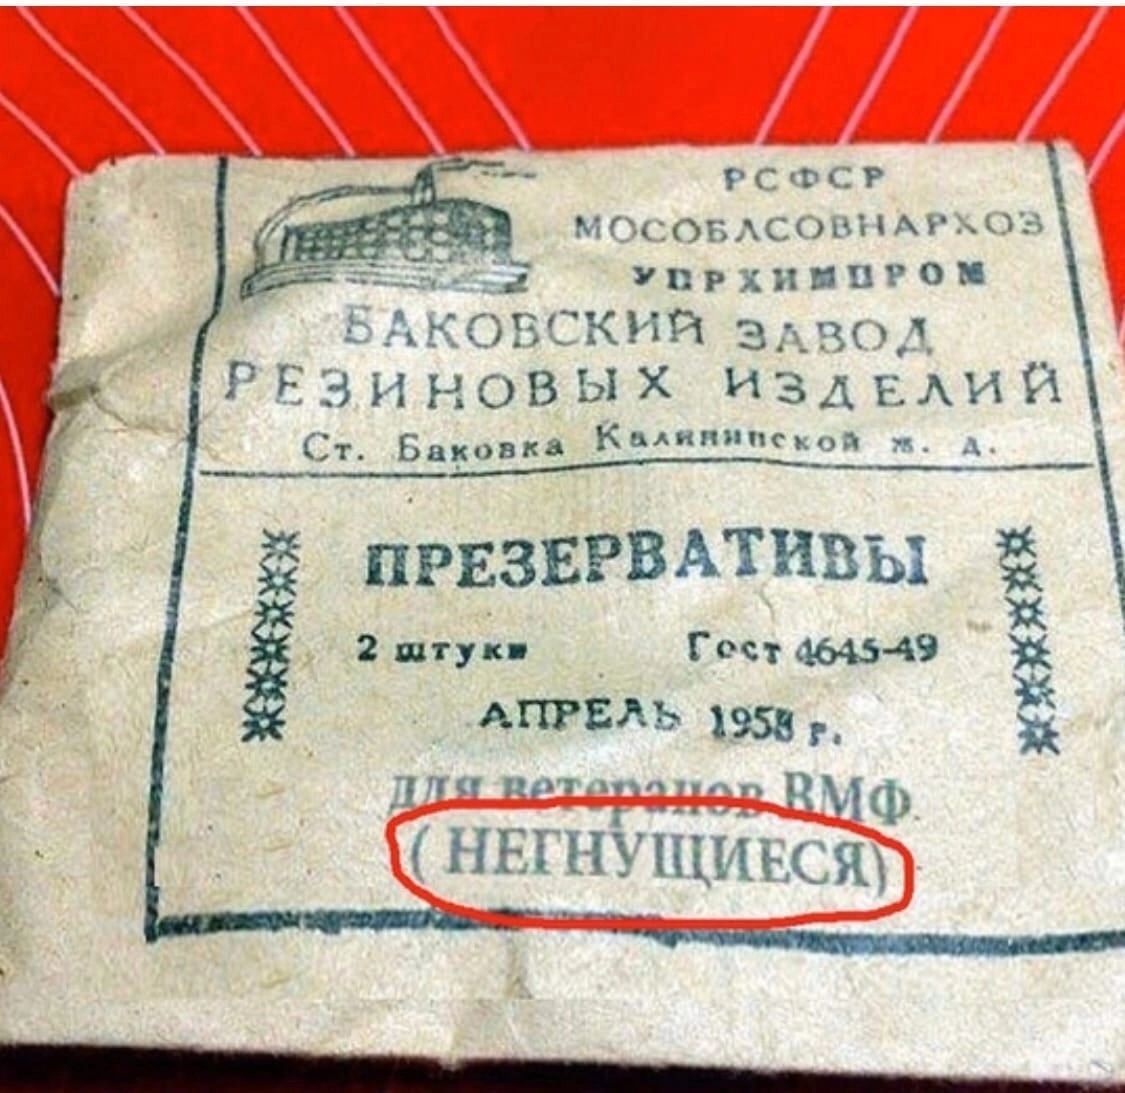 РСФСР
МОСОБЛСОВНАРХОЗ
УПРХИМПРОМ
БАКОВСКИЙ ЗАВОД
РЕЗИНОВЫХ ИЗДЕЛИЙ
Ст. Баковка Калининской ж. д.
ПРЕЗЕРВАТИВЫ
2 штуки Гост 4645-49
АПРЕЛЬ 1958 г.
для ветеранов ВМФ
(НЕГНУЩИЕСЯ)